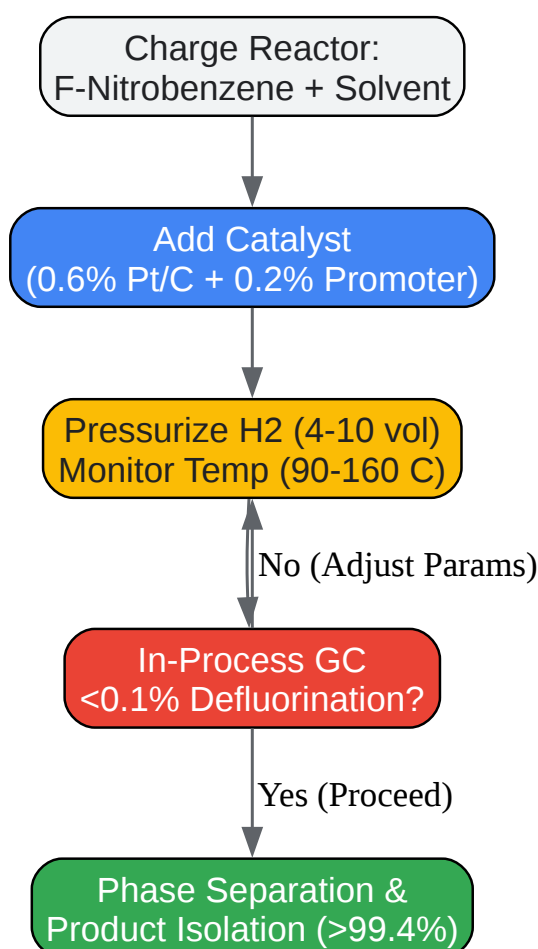 Charge Reactor:
F-Nitrobenzene + Solvent
Add Catalyst
(0.6% Pt/C + 0.2% Promoter)
Pressurize H2 (4-10 vol)
Monitor Temp (90-160 C)
No (Adjust Params)
In-Process GC
<0.1% Defluorination?
Yes (Proceed)
Phase Separation &
Product Isolation (>99.4%)